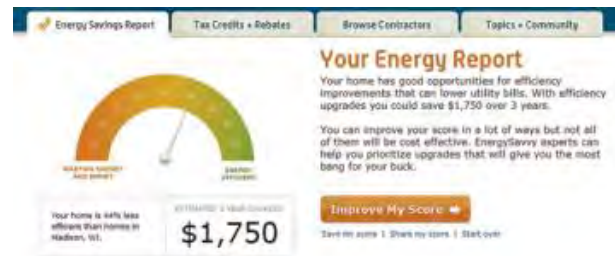 Energy Savings Report
Tax Credits + Rebates
Browse Contractors
Topics + Community
Your Energy Report
Your home has good opportunities for efficiency
improvements that can lower utility bills. With efficiency
upgrades you could save $1,750 over 3 years.
You can improve your score in a lot of ways but not all
of them will be cost effective. EnergySavvy experts can
help you prioritize upgrades that will give you the most
bang for your buck.
WASTING ENERGY
AND MONEY
ENERGY
EFFICIENT
Your home is 44% less
efficient than homes in
Madison, WI.
ESTIMATED 3 YEAR SAVINGS
$1,750
Improve My Score
Save my score | Share my score | Start over